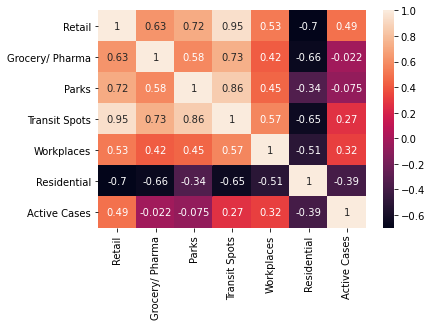 Retail 1 0.63 0.72 0.95 0.53 -0.7 0.49
Grocery/ Pharma 0.63 1 0.58 0.73 0.42 -0.66 -0.022
Parks 0.72 0.58 1 0.86 0.45 -0.34 -0.075
Transit Spots 0.95 0.73 0.86 1 0.57 -0.65 0.27
Workplaces 0.53 0.42 0.45 0.57 1 -0.51 0.32
Residential -0.7 -0.66 -0.34 -0.65 -0.51 1 -0.39
Active Cases 0.49 -0.022 -0.075 0.27 0.32 -0.39 1
Retail
Grocery/ Pharma
Parks
Transit Spots
Workplaces
Residential
Active Cases
1.0
0.8
0.6
0.4
0.2
0.0
-0.2
-0.4
-0.6